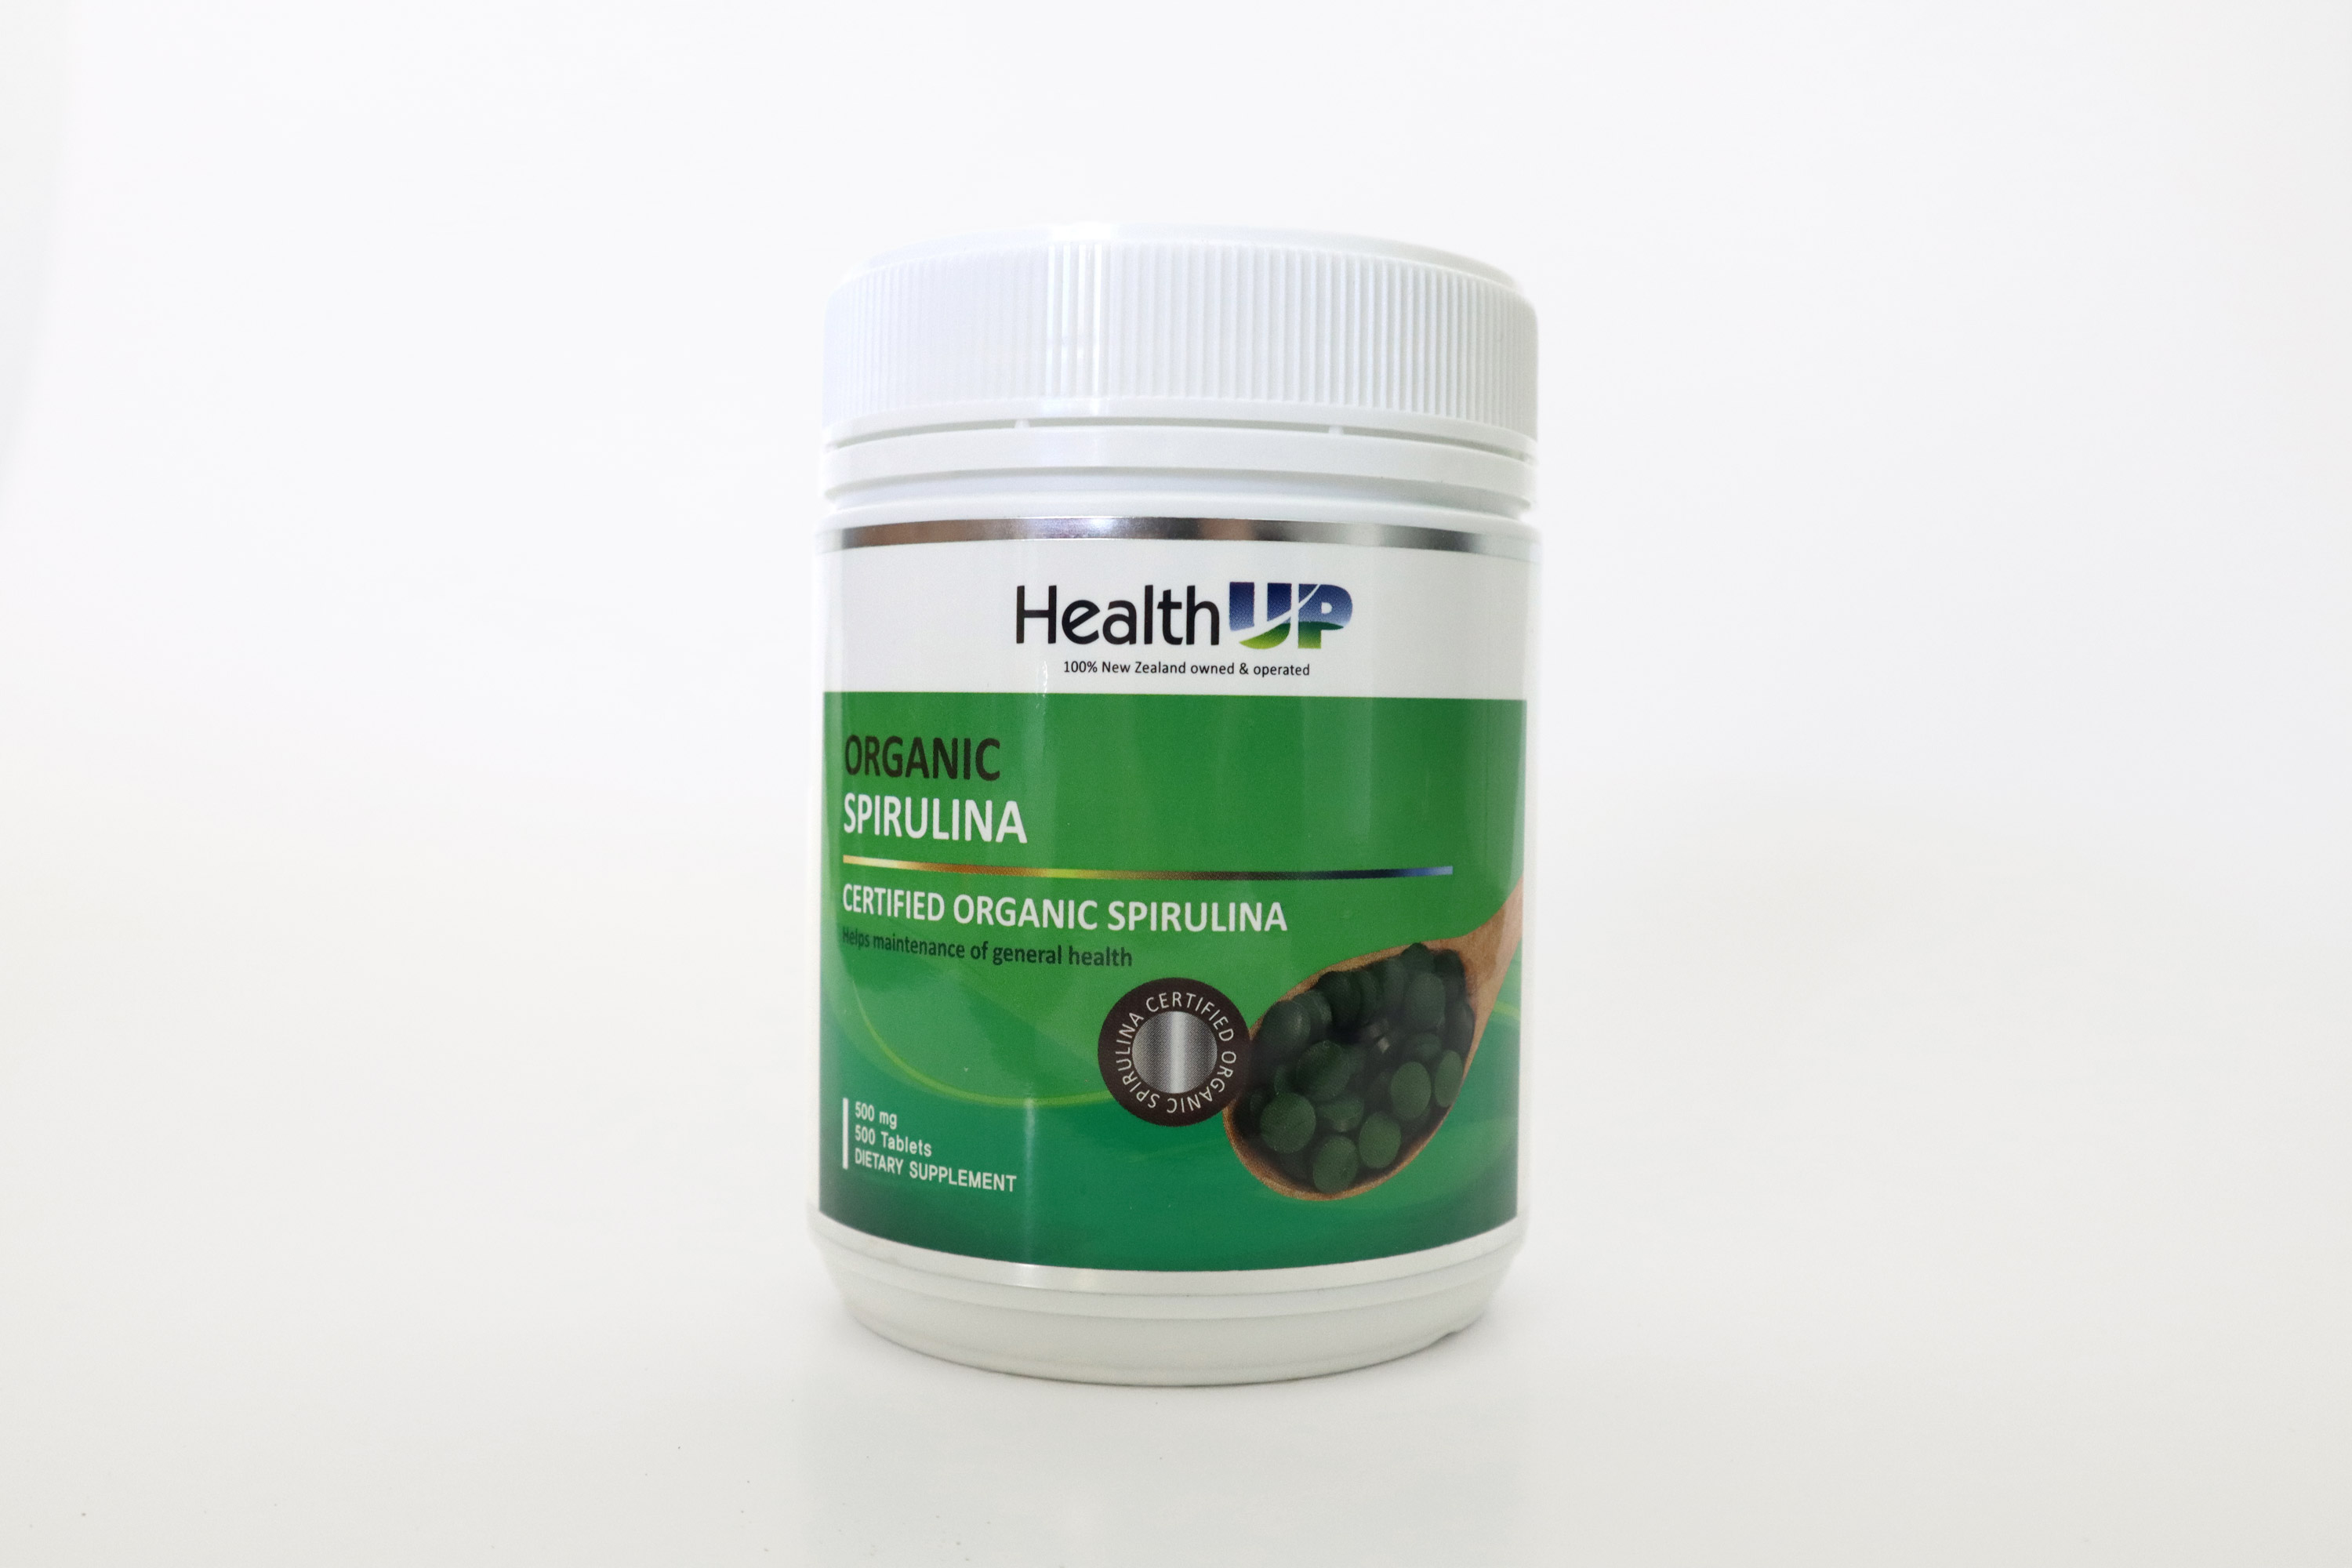 HealthUP
100% New Zealand owned & operated
ORGANIC
SPIRULINA
CERTIFIED ORGANIC SPIRULINA
Helps maintenance of general health
CERTIFIED ORGANIC SPIRULINA
500 mg
500 Tablets
DIETARY SUPPLEMENT